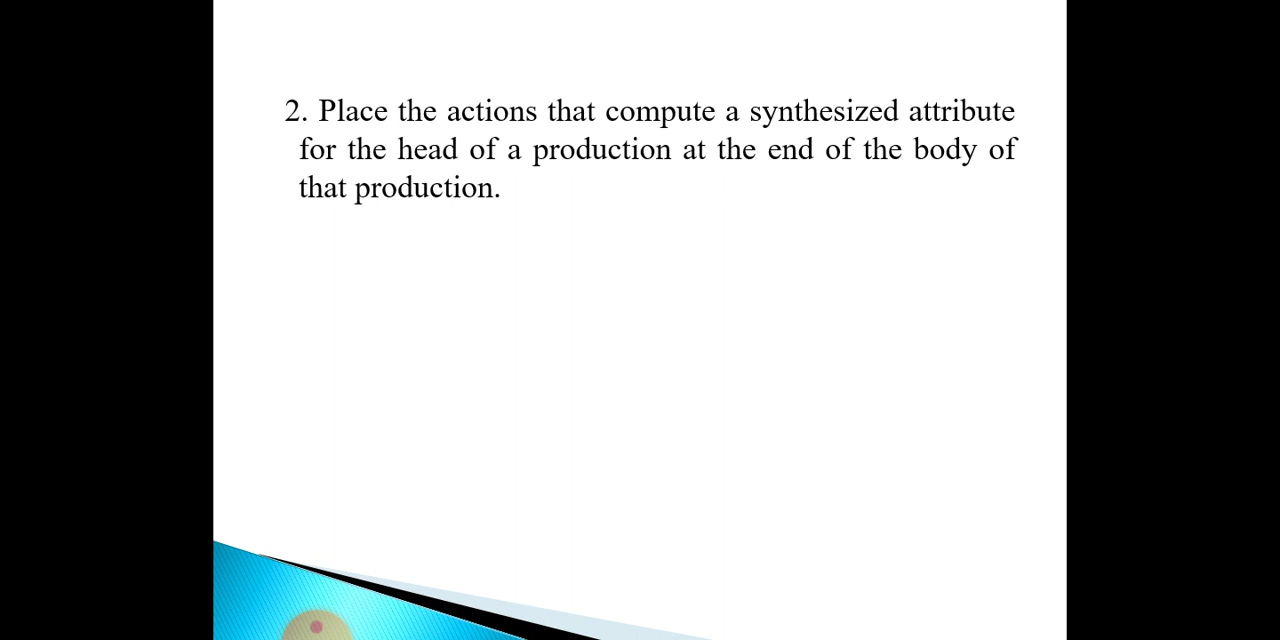 2. Place the actions that compute a synthesized attribute
for the head of a production at the end of the body of
that production.